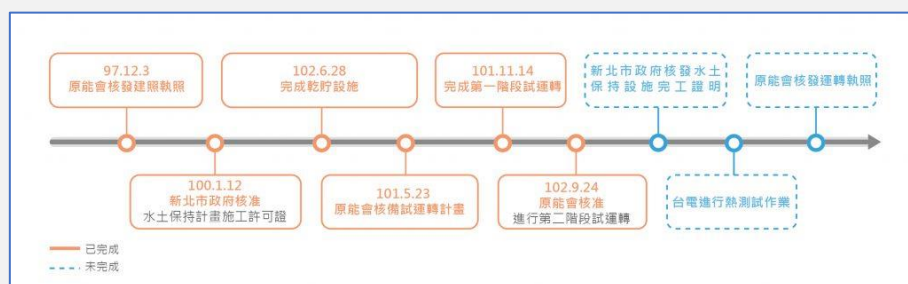 97.12.3
原能會核發建照執照
102.6.28
完成乾貯設施
101.11.14
完成第一階段試運轉
新北市政府核發水土
保持設施完工證明
原能會核發運轉執照
100.1.12
新北市政府核准
水土保持計畫施工許可證
101.5.23
原能會核備試運轉計畫
102.9.24
原能會核准
進行第二階段試運轉
台電進行熱測試作業
已完成
未完成